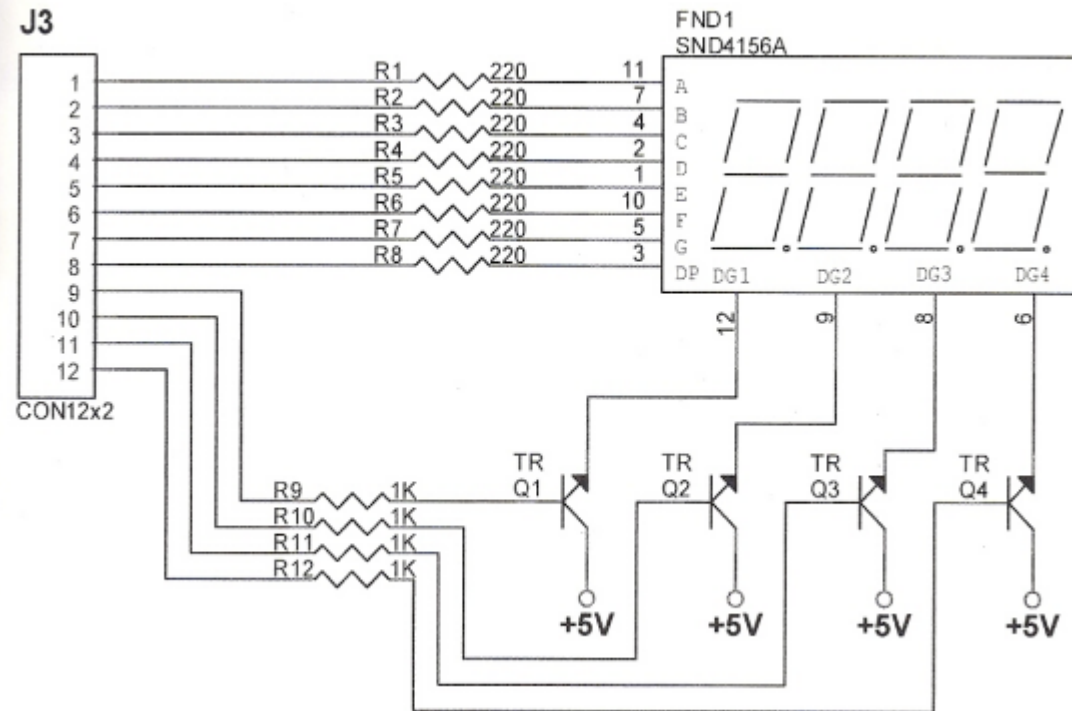 J3
FND1
SND4156A
1 R1 220 11 A
2 R2 220 7 B
3 R3 220 4 C
4 R4 220 2 D
5 R5 220 1 E
6 R6 220 10 F
7 R7 220 5 G
8 R8 220 3 DP DG1 DG2 DG3 DG4
9
10
11
12
12 9 8 6
CON12x2
TR TR TR TR
Q1 Q2 Q3 Q4
R9 1K
R10 1K
R11 1K
R12 1K
+5V +5V +5V +5V